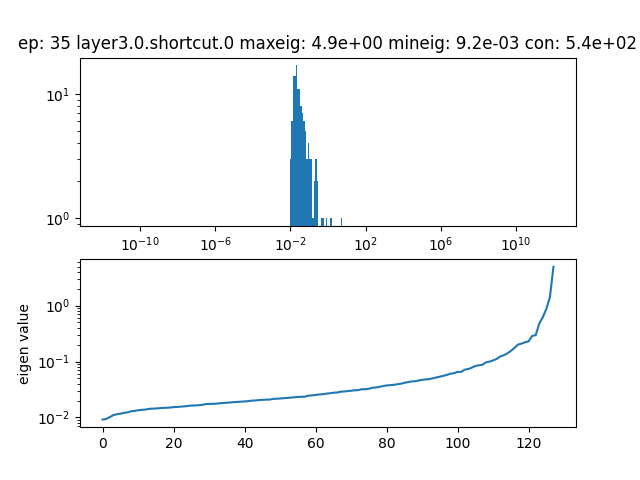 ep: 35 layer3.0.shortcut.0 maxeig: 4.9e+00 mineig: 9.2e-03 con: 5.4e+02
10¹
10⁰
10⁻¹⁰ 10⁻⁶ 10⁻² 10² 10⁶ 10¹⁰
eigen value
10⁰
10⁻¹
10⁻²
0 20 40 60 80 100 120